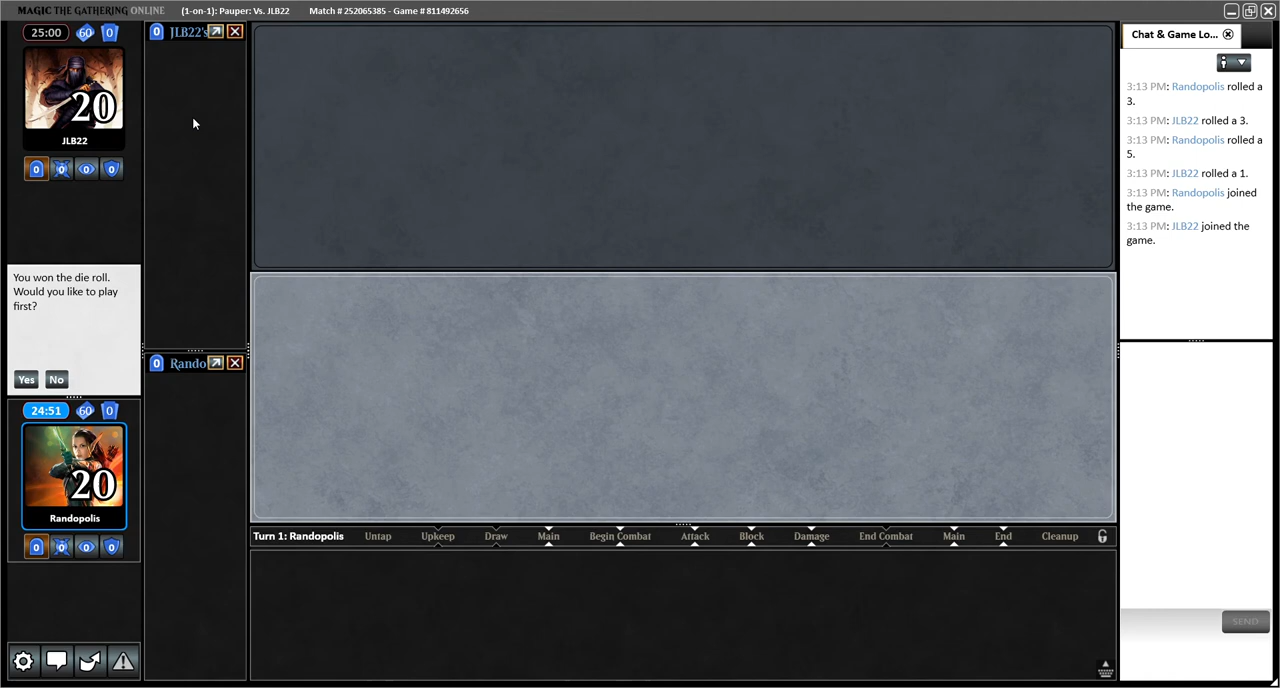 MAGIC THE GATHERING ONLINE (1-on-1): Pauper: Vs. JLB22 Match # 252065385 - Game # 811492656
25:00 60 0
20
JLB22
0 0 0 0
0 JLB22's
You won the die roll.
Would you like to play
first?
Yes No
24:51 60 0
20
Randopolis
0 0 0 0
0 Rando
Turn 1: Randopolis Untap Upkeep Draw Main Begin Combat Attack Block Damage End Combat Main End Cleanup
Chat & Game Lo...
3:13 PM: Randopolis rolled a
3.
3:13 PM: JLB22 rolled a 3.
3:13 PM: Randopolis rolled a
5.
3:13 PM: JLB22 rolled a 1.
3:13 PM: Randopolis joined
the game.
3:13 PM: JLB22 joined the
game.
SEND